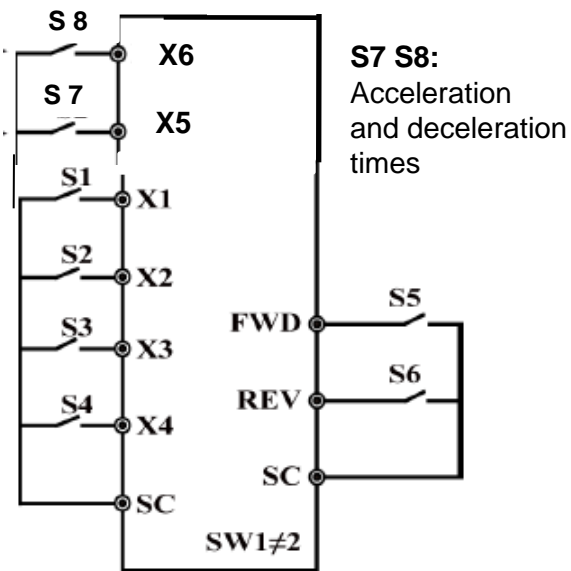 S 8
X6
S7 S8:
Acceleration
and deceleration
times
S 7
X5
S1
X1
S2
X2
S3
X3
S4
X4
SC
FWD
S5
REV
S6
SC
SW1≠2